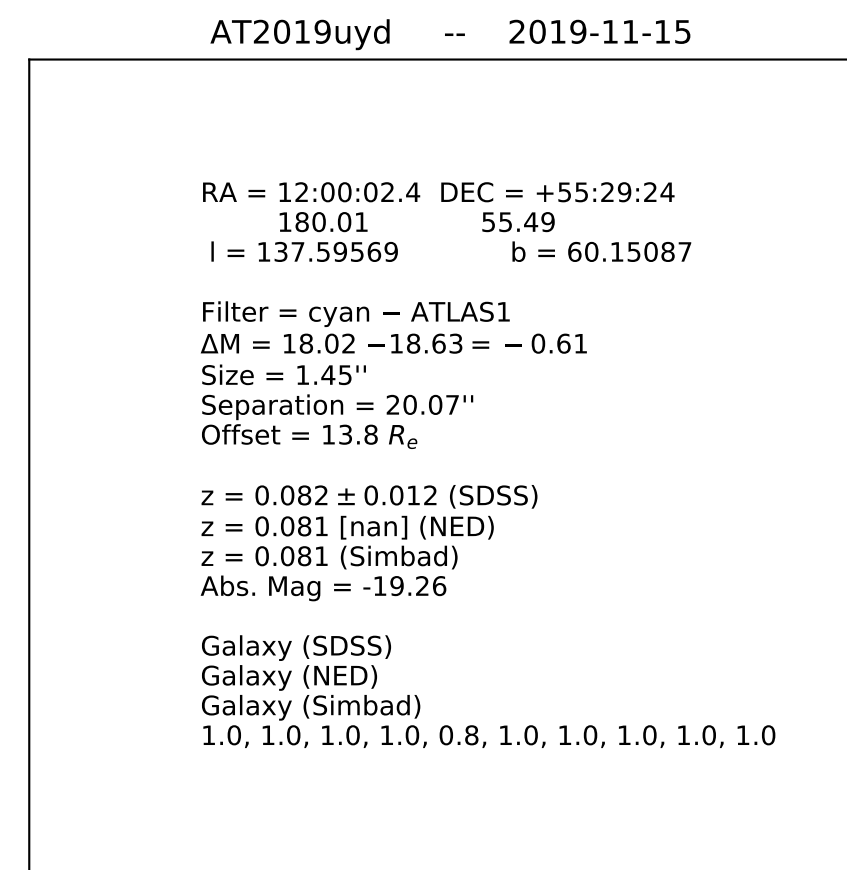 AT2019uyd -- 2019-11-15
RA = 12:00:02.4 DEC = +55:29:24
180.01 55.49
l = 137.59569 b = 60.15087
Filter = cyan − ATLAS1
ΔM = 18.02 −18.63 = − 0.61
Size = 1.45''
Separation = 20.07''
Offset = 13.8 Rₑ
z = 0.082 ± 0.012 (SDSS)
z = 0.081 [nan] (NED)
z = 0.081 (Simbad)
Abs. Mag = -19.26
Galaxy (SDSS)
Galaxy (NED)
Galaxy (Simbad)
1.0, 1.0, 1.0, 1.0, 0.8, 1.0, 1.0, 1.0, 1.0, 1.0